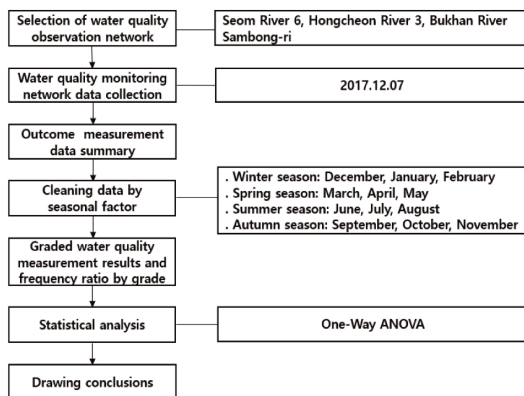 Selection of water quality
observation network
Seom River 6, Hongcheon River 3, Bukhan River
Sambong-ri
Water quality monitoring
network data collection
2017.12.07
Outcome measurement
data summary
Cleaning data by
seasonal factor
. Winter season: December, January, February
. Spring season: March, April, May
. Summer season: June, July, August
. Autumn season: September, October, November
Graded water quality
measurement results and
frequency ratio by grade
Statistical analysis
One-Way ANOVA
Drawing conclusions